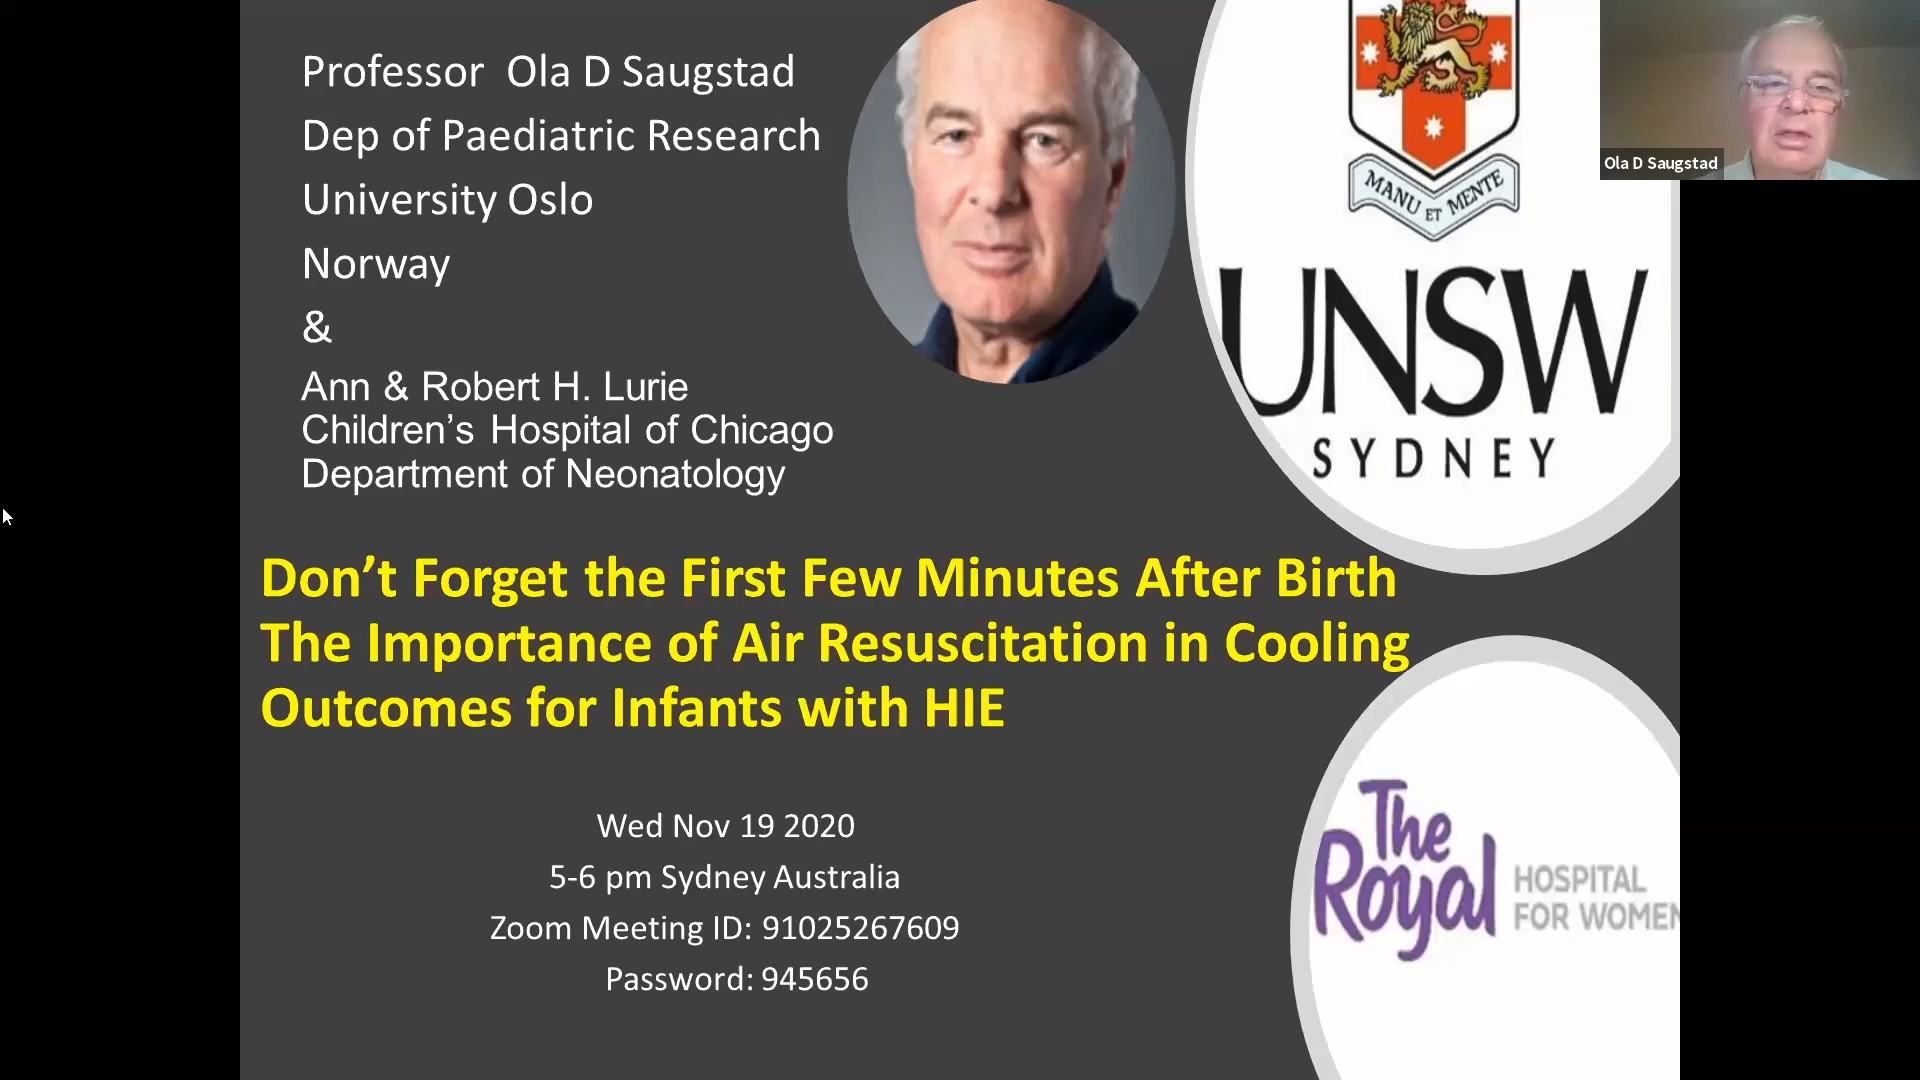 Professor Ola D Saugstad
Dep of Paediatric Research
University Oslo
Norway
&
Ann & Robert H. Lurie
Children’s Hospital of Chicago
Department of Neonatology
MANU ET MENTE
UNSW
SYDNEY
Ola D Saugstad
Don’t Forget the First Few Minutes After Birth
The Importance of Air Resuscitation in Cooling
Outcomes for Infants with HIE
Wed Nov 19 2020
5-6 pm Sydney Australia
Zoom Meeting ID: 91025267609
Password: 945656
The
Royal
HOSPITAL
FOR WOMEN